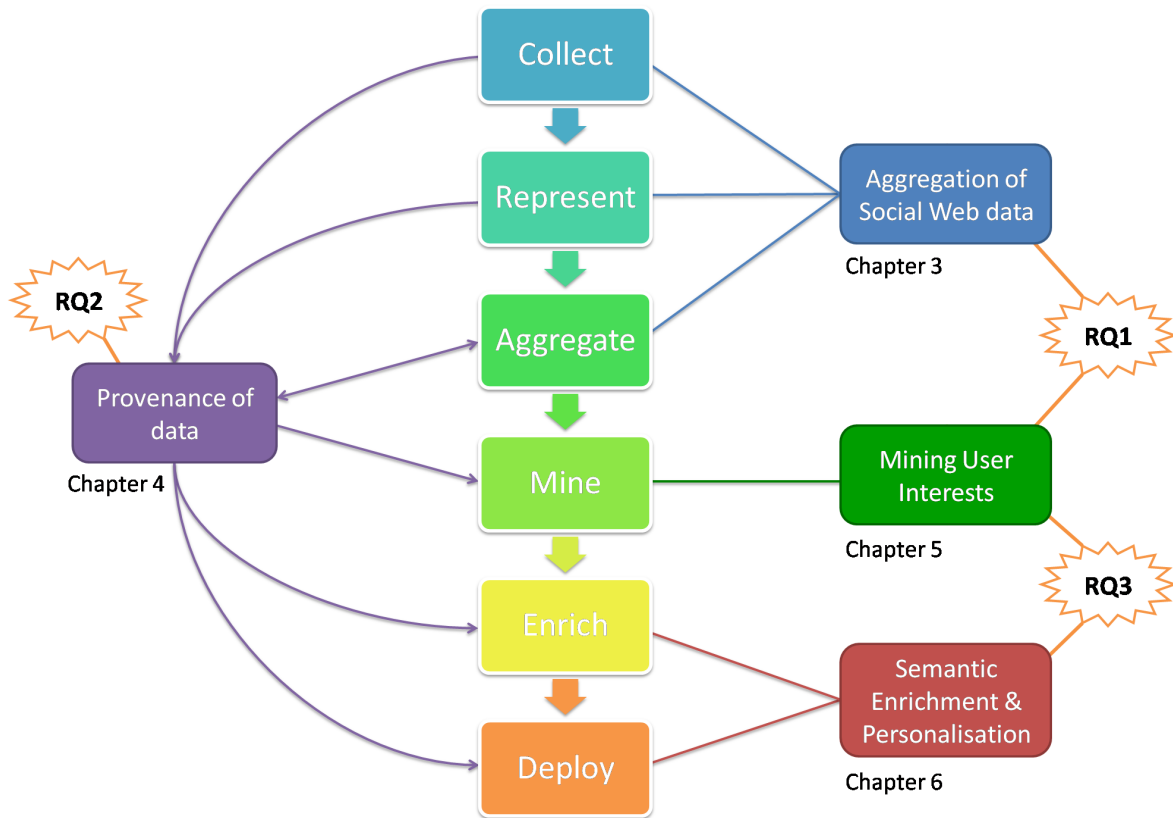 Collect
Represent
Aggregate
Mine
Enrich
Deploy
RQ2
Provenance of
data
Chapter 4
Aggregation of
Social Web data
Chapter 3
RQ1
Mining User
Interests
Chapter 5
RQ3
Semantic
Enrichment &
Personalisation
Chapter 6